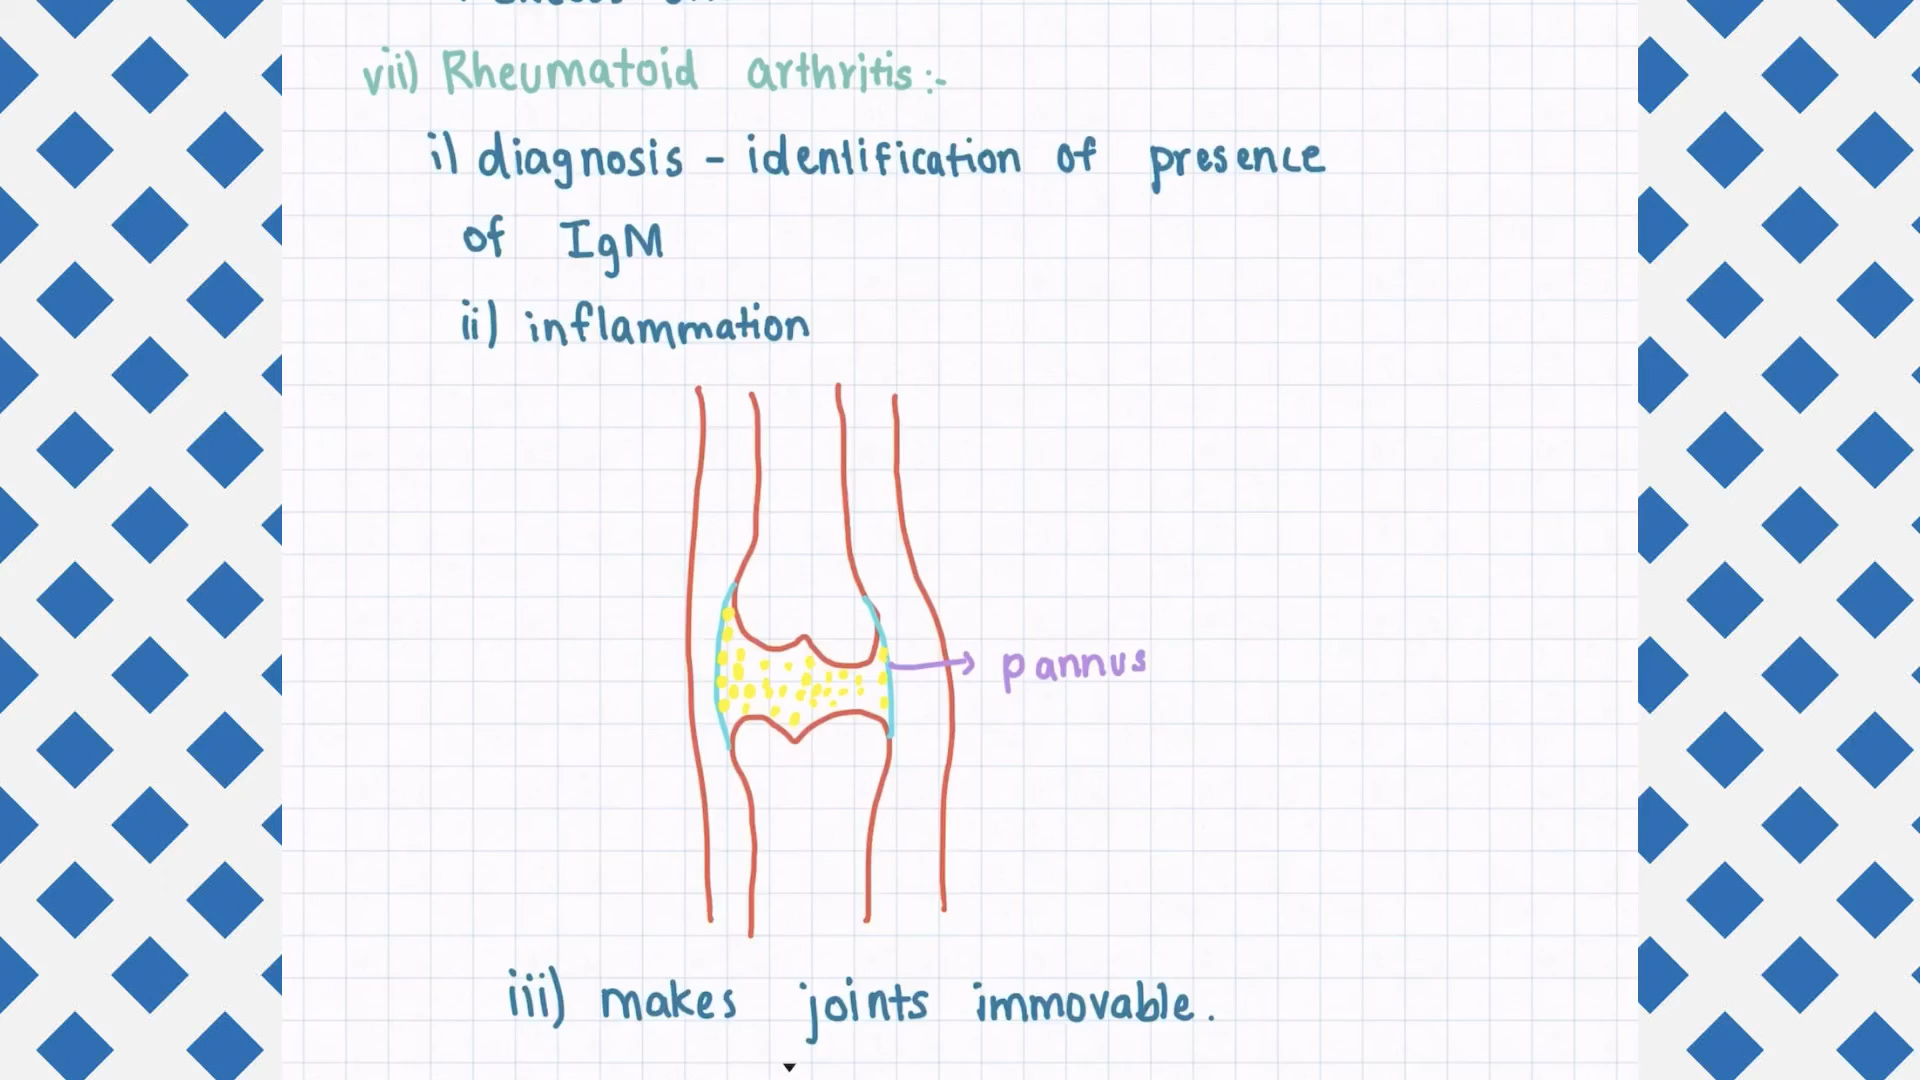 vii) Rheumatoid arthritis :-
i) diagnosis - identification of presence
of IgM
ii) inflammation
pannus
iii) makes joints immovable.